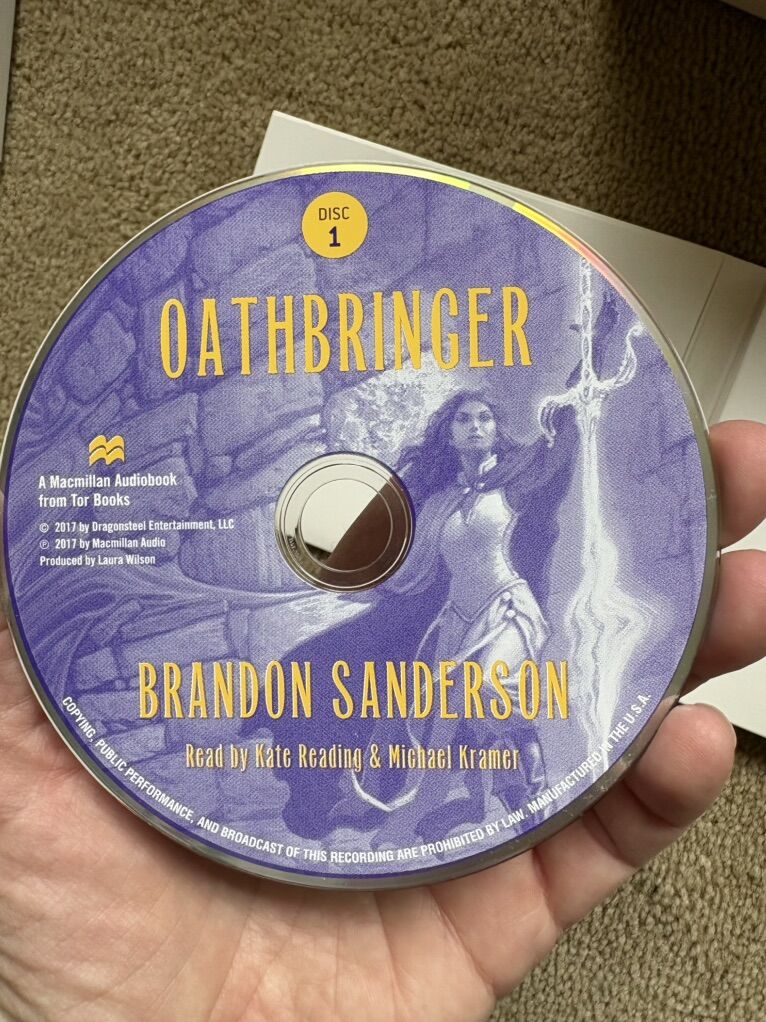 DISC
1
OATHBRINGER
A Macmillan Audiobook
from Tor Books
© 2017 by Dragonsteel Entertainment, LLC
℗ 2017 by Macmillan Audio
Produced by Laura Wilson
BRANDON SANDERSON
Read by Kate Reading & Michael Kramer
COPYING, PUBLIC PERFORMANCE, AND BROADCAST OF THIS RECORDING ARE PROHIBITED BY LAW. MANUFACTURED IN THE U.S.A.